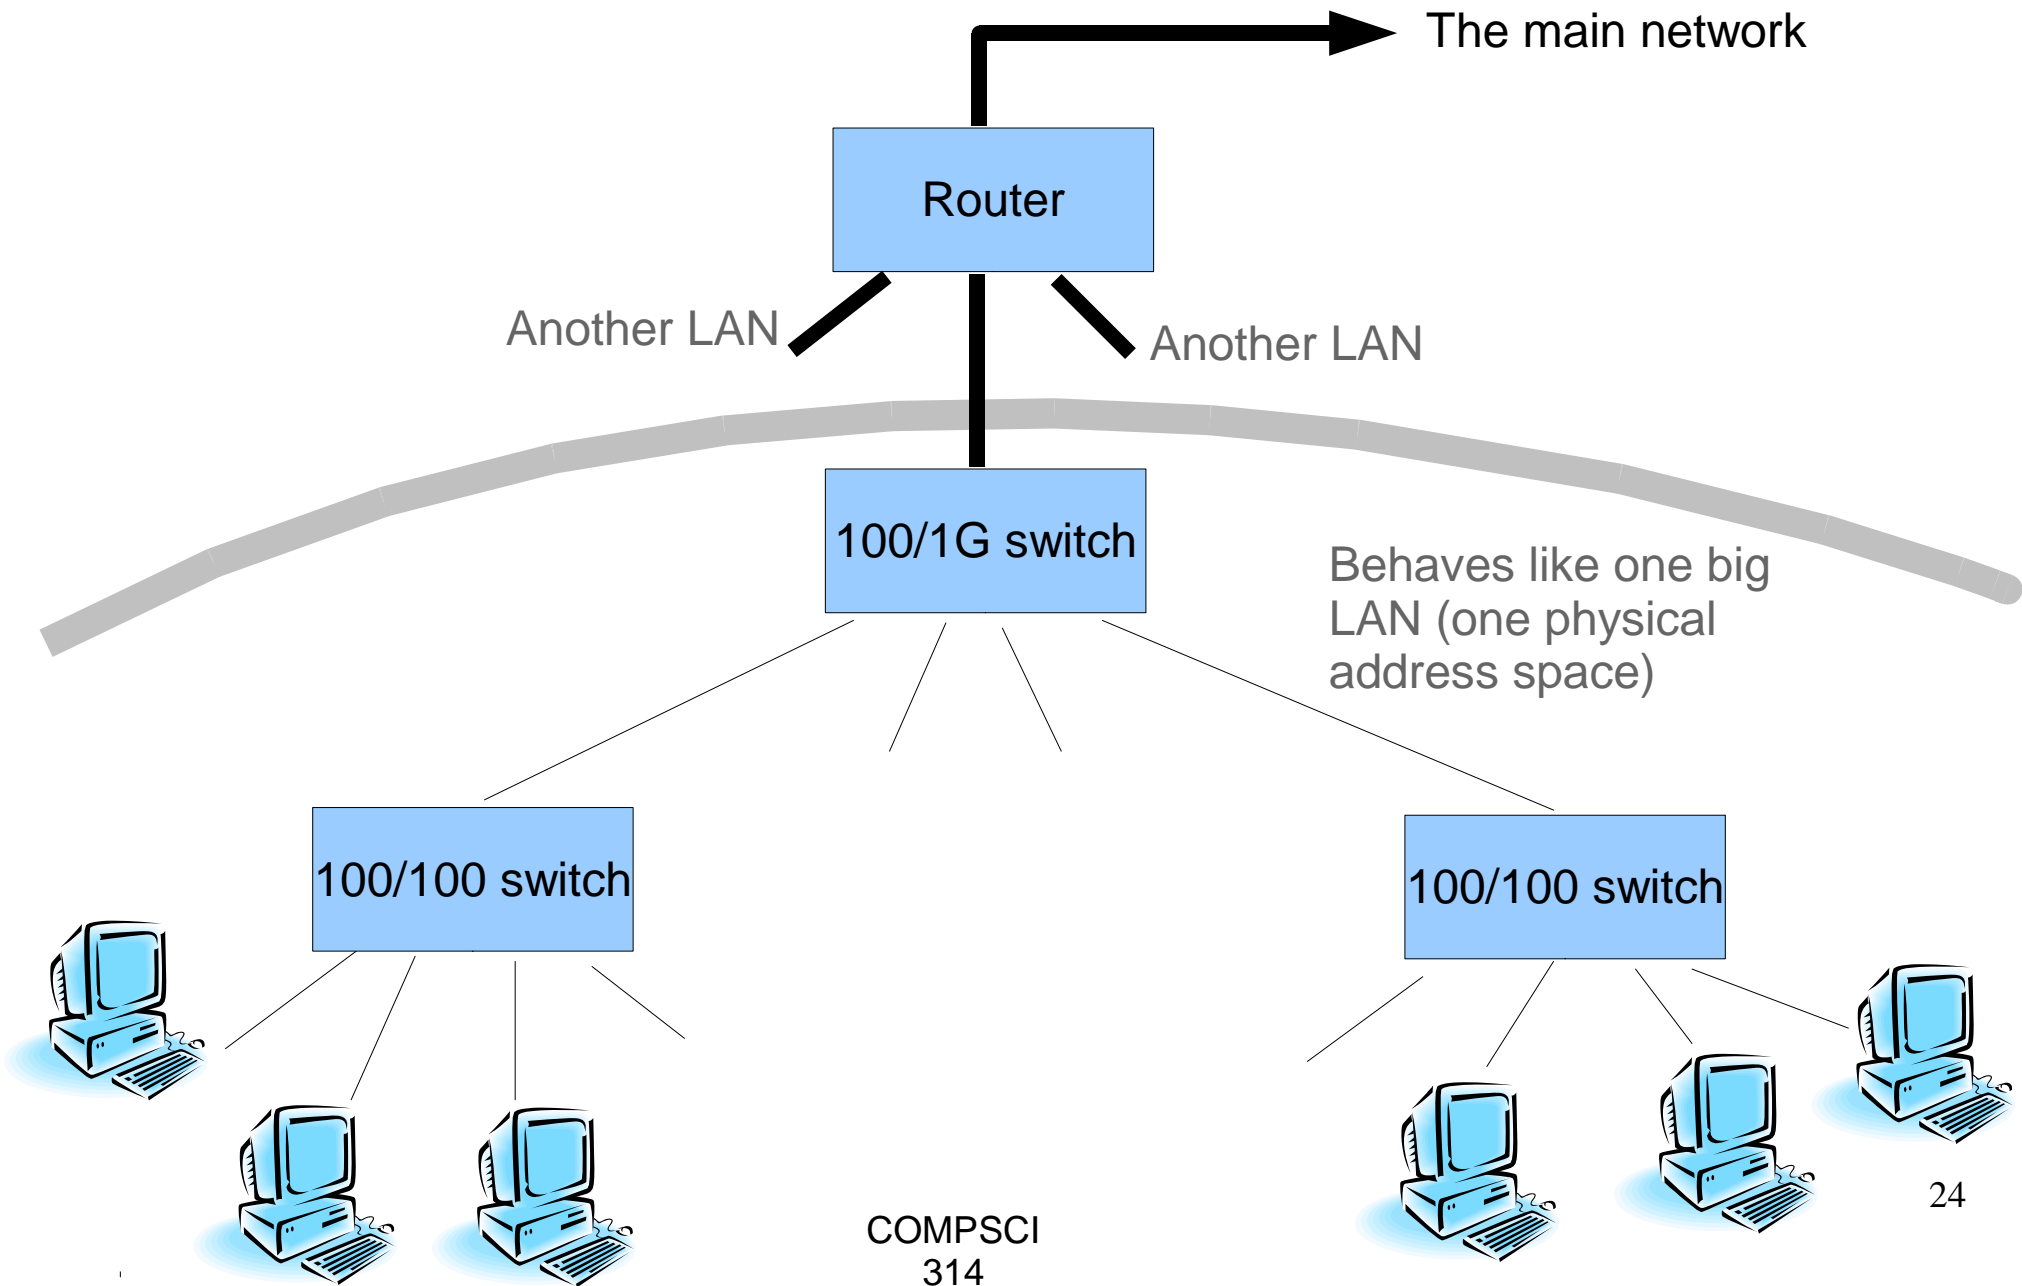 The main network
Router
Another LAN
Another LAN
100/1G switch
Behaves like one big
LAN (one physical
address space)
100/100 switch
100/100 switch
24
COMPSCI
314